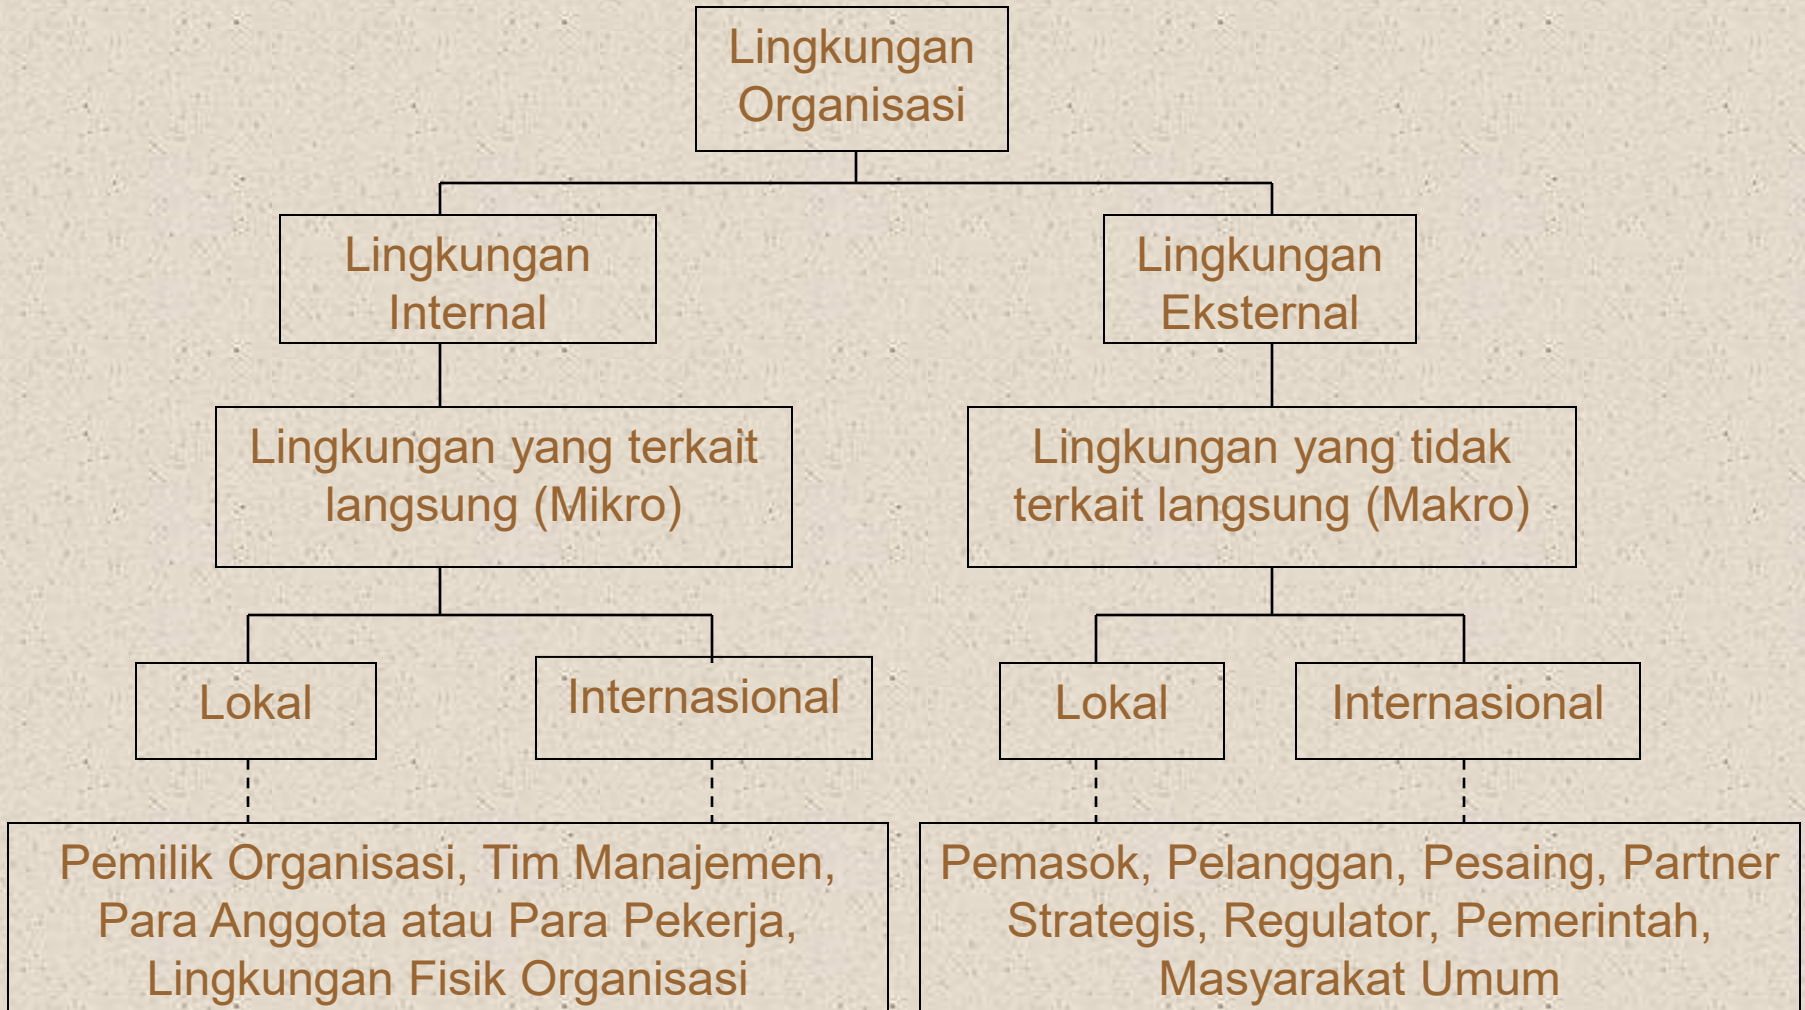 Lingkungan
Organisasi
Lingkungan
Internal
Lingkungan
Eksternal
Lingkungan yang terkait
langsung (Mikro)
Lingkungan yang tidak
terkait langsung (Makro)
Lokal
Internasional
Lokal
Internasional
Pemilik Organisasi, Tim Manajemen,
Para Anggota atau Para Pekerja,
Lingkungan Fisik Organisasi
Pemasok, Pelanggan, Pesaing, Partner
Strategis, Regulator, Pemerintah,
Masyarakat Umum